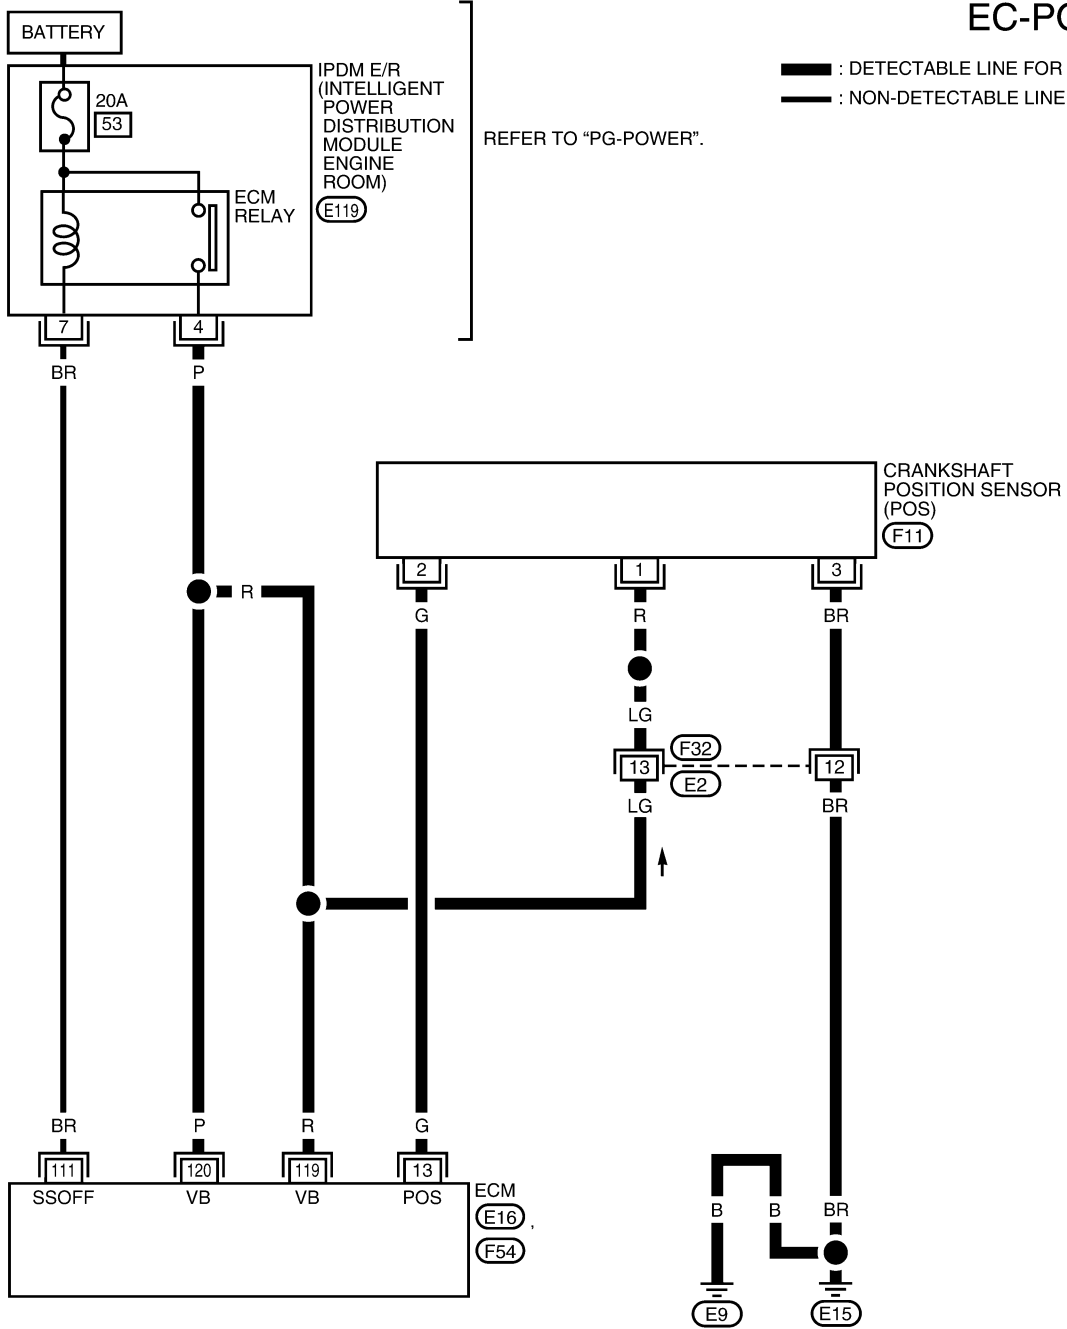 EC-PO
BATTERY
: DETECTABLE LINE FOR
: NON-DETECTABLE LINE
IPDM E/R
(INTELLIGENT
POWER
DISTRIBUTION
MODULE
ENGINE
ROOM)
E119
20A
53
REFER TO “PG-POWER”.
ECM
RELAY
7
4
BR
P
CRANKSHAFT
POSITION SENSOR
(POS)
F11
2
1
3
R
G
R
BR
LG
F32
13
12
E2
LG
BR
BR
P
R
G
111
120
119
13
SSOFF
VB
VB
POS
ECM
E16 ,
F54
B
B
BR
E9
E15